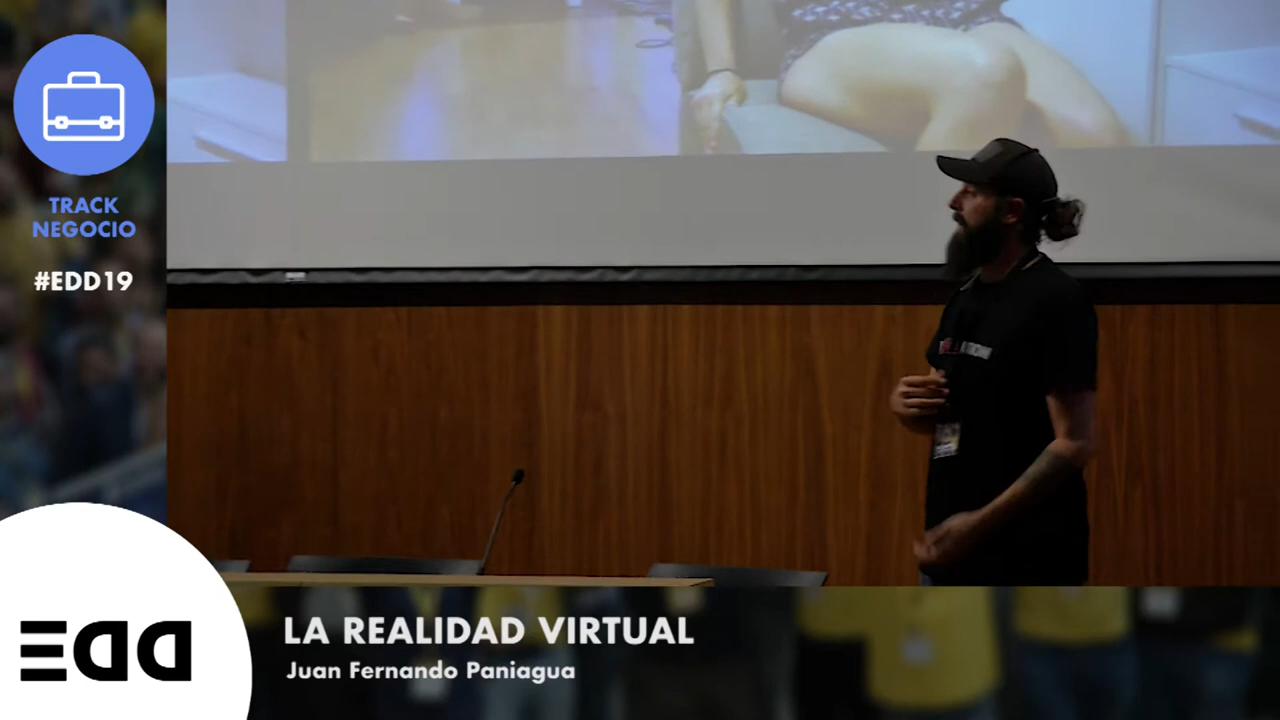 TRACK
NEGOCIO
#EDD19
EDD
LA REALIDAD VIRTUAL
Juan Fernando Paniagua